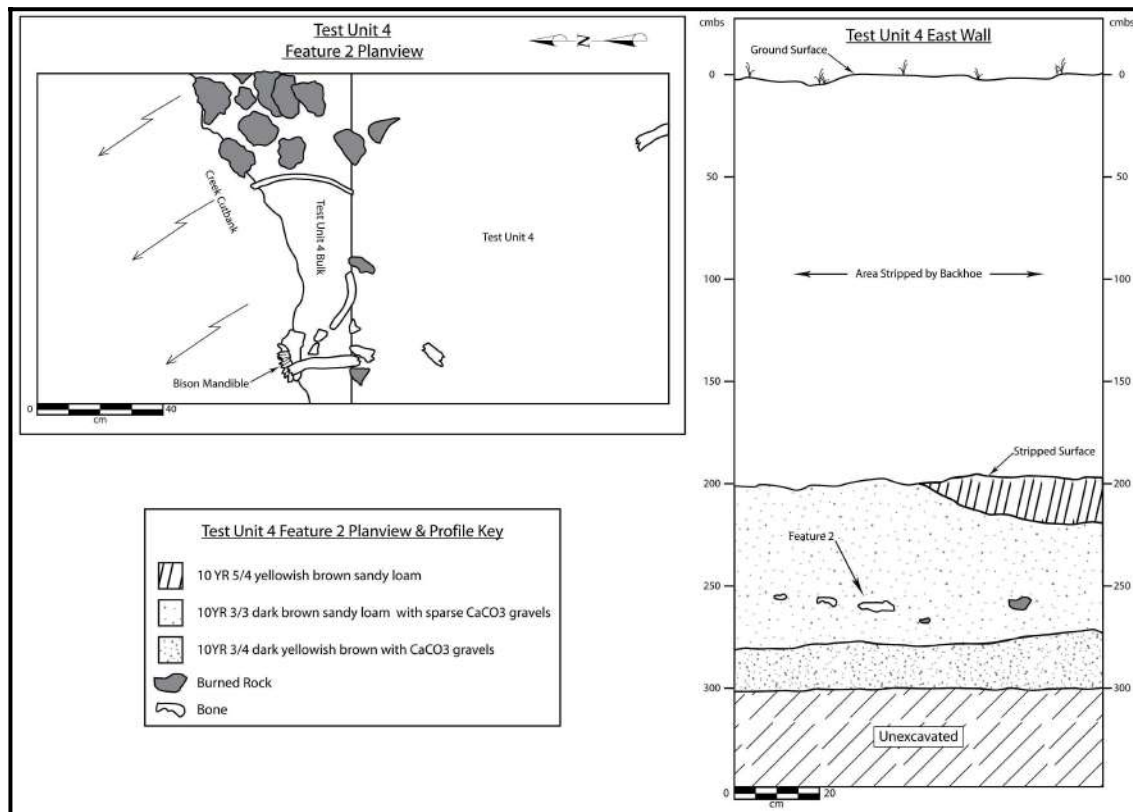 Test Unit 4
Feature 2 Planview
N
Creek Cutbank
Test Unit 4 Bulk
Test Unit 4
Bison Mandible
0
40
cm
Test Unit 4 Feature 2 Planview & Profile Key
10 YR 5/4 yellowish brown sandy loam
10YR 3/3 dark brown sandy loam with sparse CaCO3 gravels
10YR 3/4 dark yellowish brown with CaCO3 gravels
Burned Rock
Bone
cmbs
cmbs
Test Unit 4 East Wall
Ground Surface
0
0
50
50
Area Stripped by Backhoe
100
100
150
150
Stripped Surface
200
200
Feature 2
250
250
300
300
Unexcavated
0
20
cm